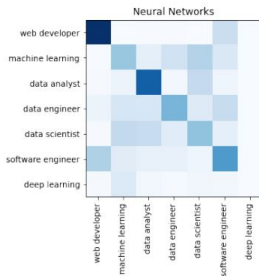 Neural Networks
web developer
machine learning
data analyst
data engineer
data scientist
software engineer
deep learning
web developer
machine learning
data analyst
data engineer
data scientist
software engineer
deep learning